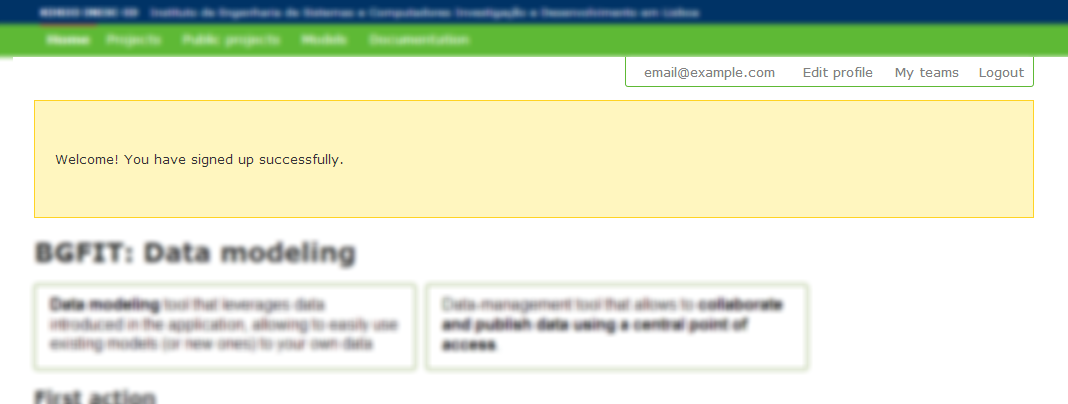 Instituto de Engenharia de Sistemas e Computadores Investigação e Desenvolvimento em Lisboa
Home Projects Public projects Models Documentation
email@example.com Edit profile My teams Logout
Welcome! You have signed up successfully.
BGFIT: Data modeling
Data modeling tool that leverages data
introduced in the application, allowing to easily use
existing models (or new ones) to your own data
Data-management tool that allows to collaborate
and publish data using a central point of
access.
First action